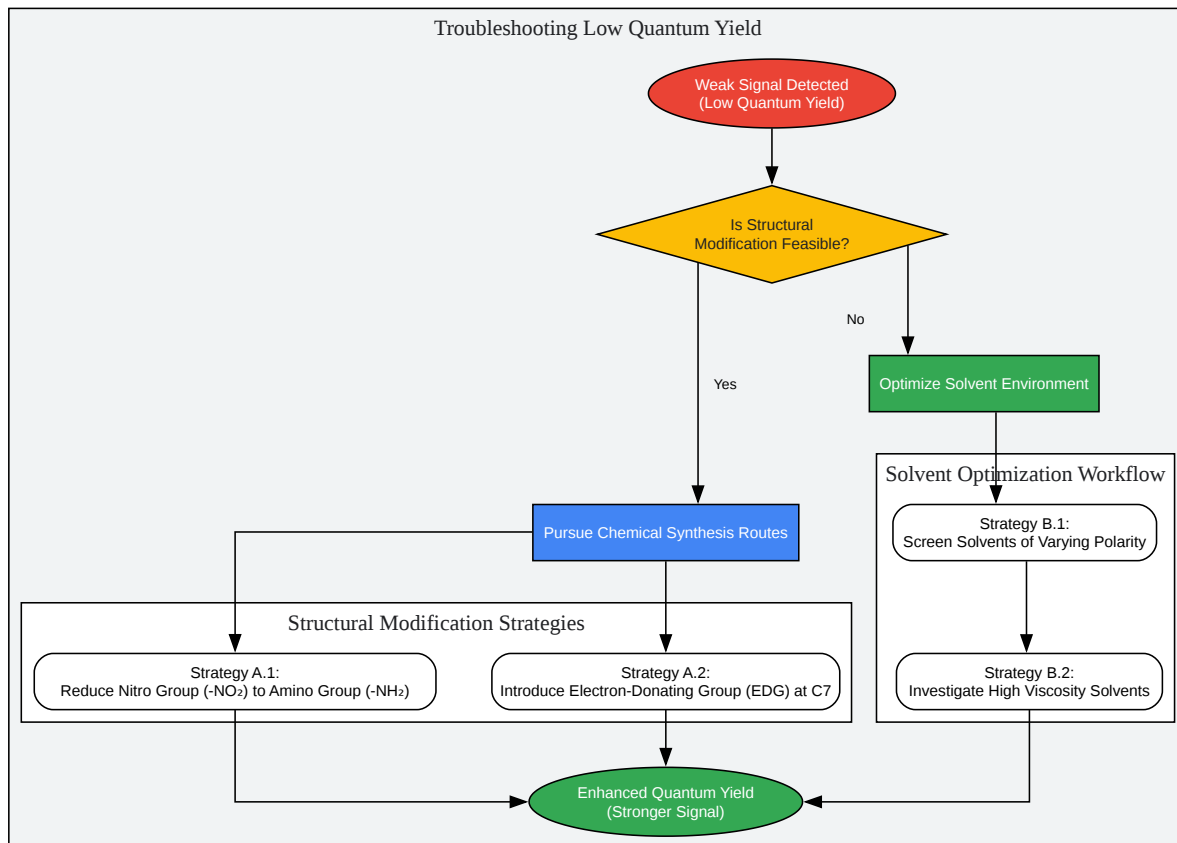 Troubleshooting Low Quantum Yield
Weak Signal Detected
(Low Quantum Yield)
Is Structural
Modification Feasible?
No
Optimize Solvent Environment
Yes
Solvent Optimization Workflow
Pursue Chemical Synthesis Routes
Strategy B.1:
Screen Solvents of Varying Polarity
Structural Modification Strategies
Strategy A.1:
Reduce Nitro Group (-NO₂) to Amino Group (-NH₂)
Strategy A.2:
Introduce Electron-Donating Group (EDG) at C7
Strategy B.2:
Investigate High Viscosity Solvents
Enhanced Quantum Yield
(Stronger Signal)